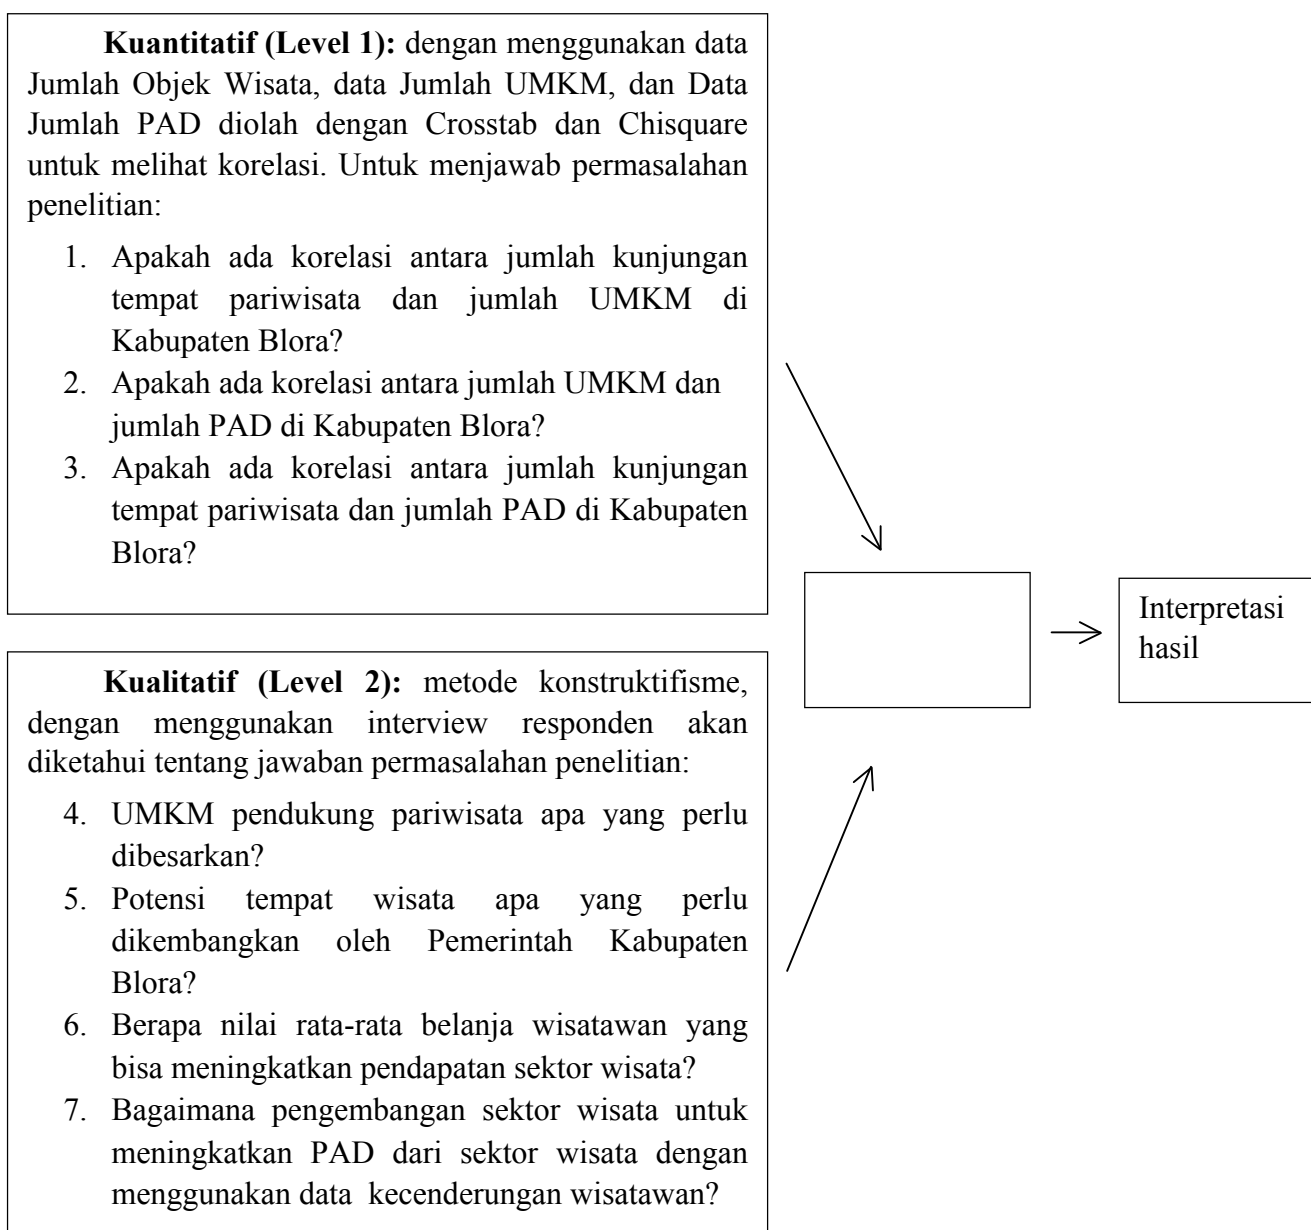 Kuantitatif (Level 1): dengan menggunakan data
Jumlah Objek Wisata, data Jumlah UMKM, dan Data
Jumlah PAD diolah dengan Crosstab dan Chisquare
untuk melihat korelasi. Untuk menjawab permasalahan
penelitian:
1. Apakah ada korelasi antara jumlah kunjungan
tempat pariwisata dan jumlah UMKM di
Kabupaten Blora?
2. Apakah ada korelasi antara jumlah UMKM dan
jumlah PAD di Kabupaten Blora?
3. Apakah ada korelasi antara jumlah kunjungan
tempat pariwisata dan jumlah PAD di Kabupaten
Blora?
Kualitatif (Level 2): metode konstruktifisme,
dengan menggunakan interview responden akan
diketahui tentang jawaban permasalahan penelitian:
4. UMKM pendukung pariwisata apa yang perlu
dibesarkan?
5. Potensi tempat wisata apa yang perlu
dikembangkan oleh Pemerintah Kabupaten
Blora?
6. Berapa nilai rata-rata belanja wisatawan yang
bisa meningkatkan pendapatan sektor wisata?
7. Bagaimana pengembangan sektor wisata untuk
meningkatkan PAD dari sektor wisata dengan
menggunakan data kecenderungan wisatawan?
Interpretasi
hasil